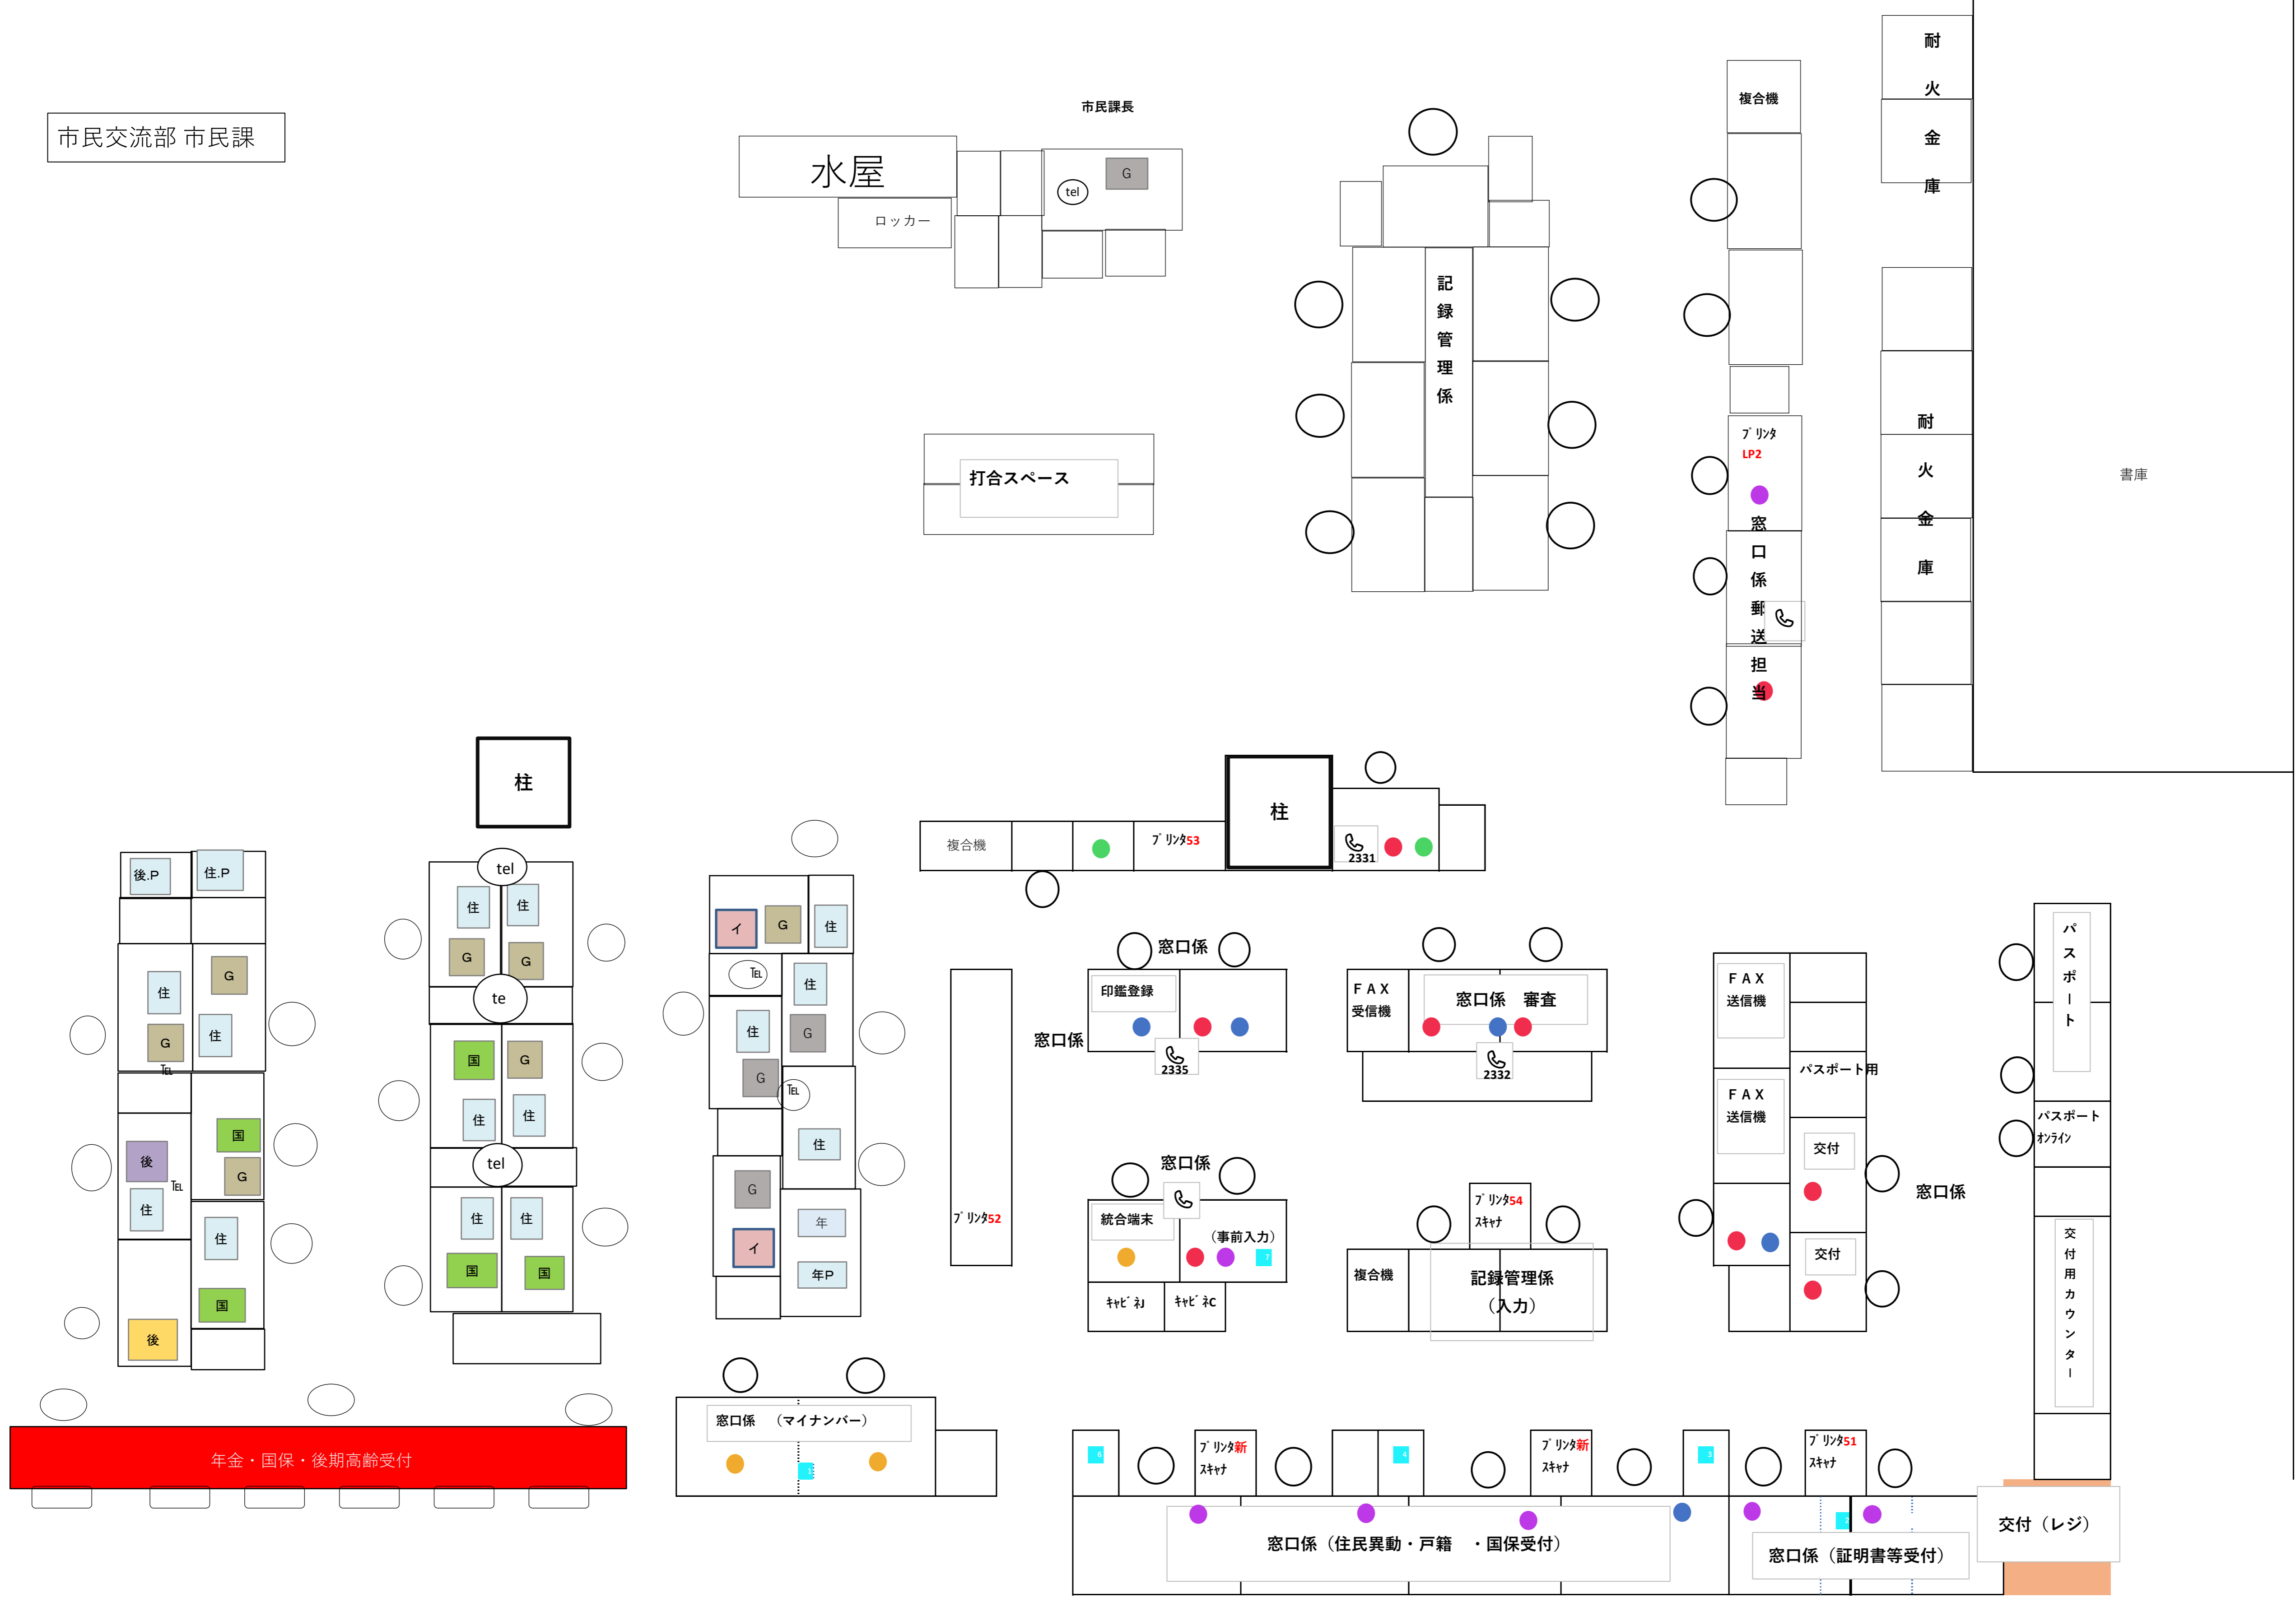 市民交流部 市民課
市民課長
水屋
ロッカー
tel
G
打合スペース
記録管理係
複合機
ﾌﾟﾘﾝﾀ
LP2
窓口係郵送担当
耐火金庫
耐火金庫
書庫
柱
柱
複合機
ﾌﾟﾘﾝﾀ53
2331
後.P
住.P
住
G
G
住
TEL
国
G
後
TEL
住
住
国
後
tel
住
住
G
G
te
国
G
住
住
tel
住
住
国
国
イ
G
住
TEL
住
住
G
G
TEL
住
G
イ
年
年P
ﾌﾟﾘﾝﾀ52
窓口係
窓口係
印鑑登録
2335
FAX
受信機
窓口係 審査
2332
窓口係
統合端末
(事前入力)
7
ｷｬﾋﾞﾈJ
ｷｬﾋﾞﾈC
ﾌﾟﾘﾝﾀ54
ｽｷｬﾅ
複合機
記録管理係
(入力)
FAX
送信機
FAX
送信機
パスポート用
交付
交付
窓口係
パスポート
パスポート
ｵﾝﾗｲﾝ
交付用カウンター
年金・国保・後期高齢受付
窓口係 (マイナンバー)
1
6
ﾌﾟﾘﾝﾀ新
ｽｷｬﾅ
4
ﾌﾟﾘﾝﾀ新
ｽｷｬﾅ
3
ﾌﾟﾘﾝﾀ51
ｽｷｬﾅ
2
窓口係(住民異動・戸籍 ・国保受付)
窓口係(証明書等受付)
交付(レジ)